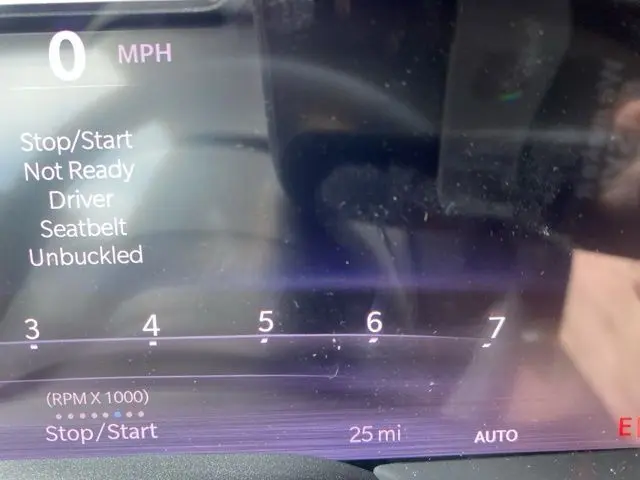 0 MPH
Stop/Start
Not Ready
Driver
Seatbelt
Unbuckled
3 4 5 6 7
(RPM X 1000)
Stop/Start 25 mi AUTO E